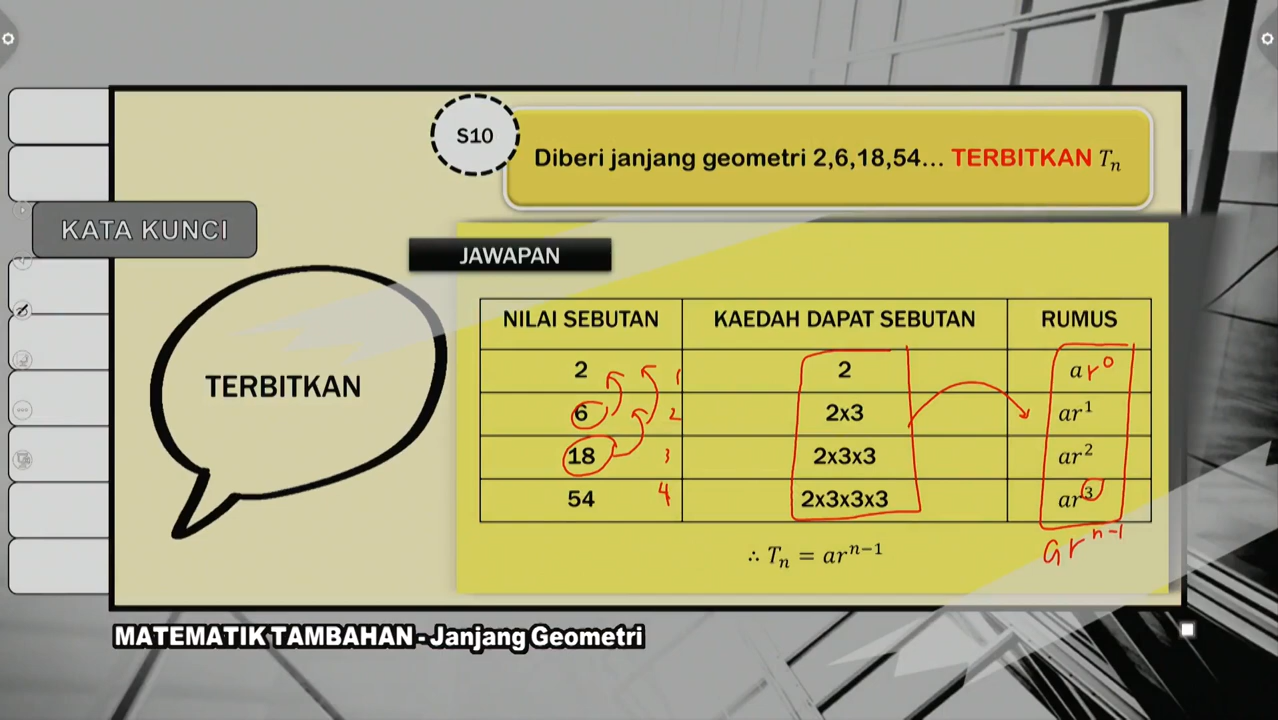 S10
Diberi janjang geometri 2,6,18,54... TERBITKAN Tₙ
KATA KUNCI
JAWAPAN
TERBITKAN
NILAI SEBUTAN KAEDAH DAPAT SEBUTAN RUMUS
2 1 2 ar⁰
6 2 2x3 ar¹
18 3 2x3x3 ar²
54 4 2x3x3x3 ar³
∴ Tₙ = arⁿ⁻¹
arⁿ⁻¹
MATEMATIK TAMBAHAN - Janjang Geometri